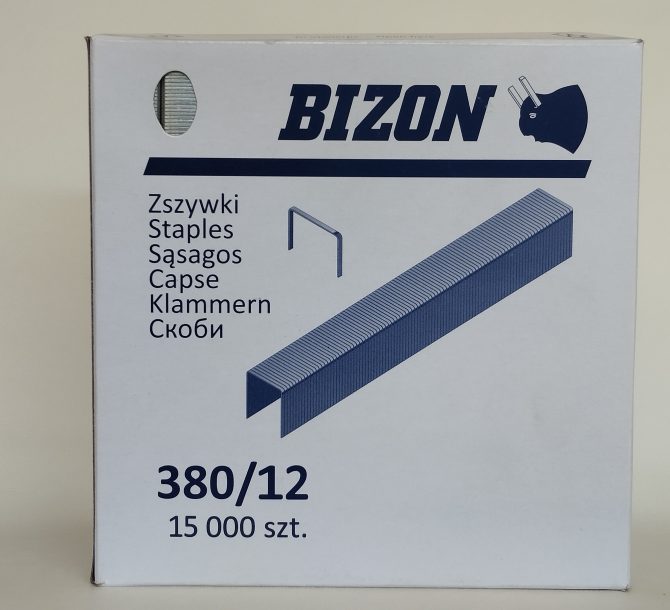 BIZON
Zszywki
Staples
Sąsagos
Capse
Klammern
Скоби
380/12
15 000 szt.